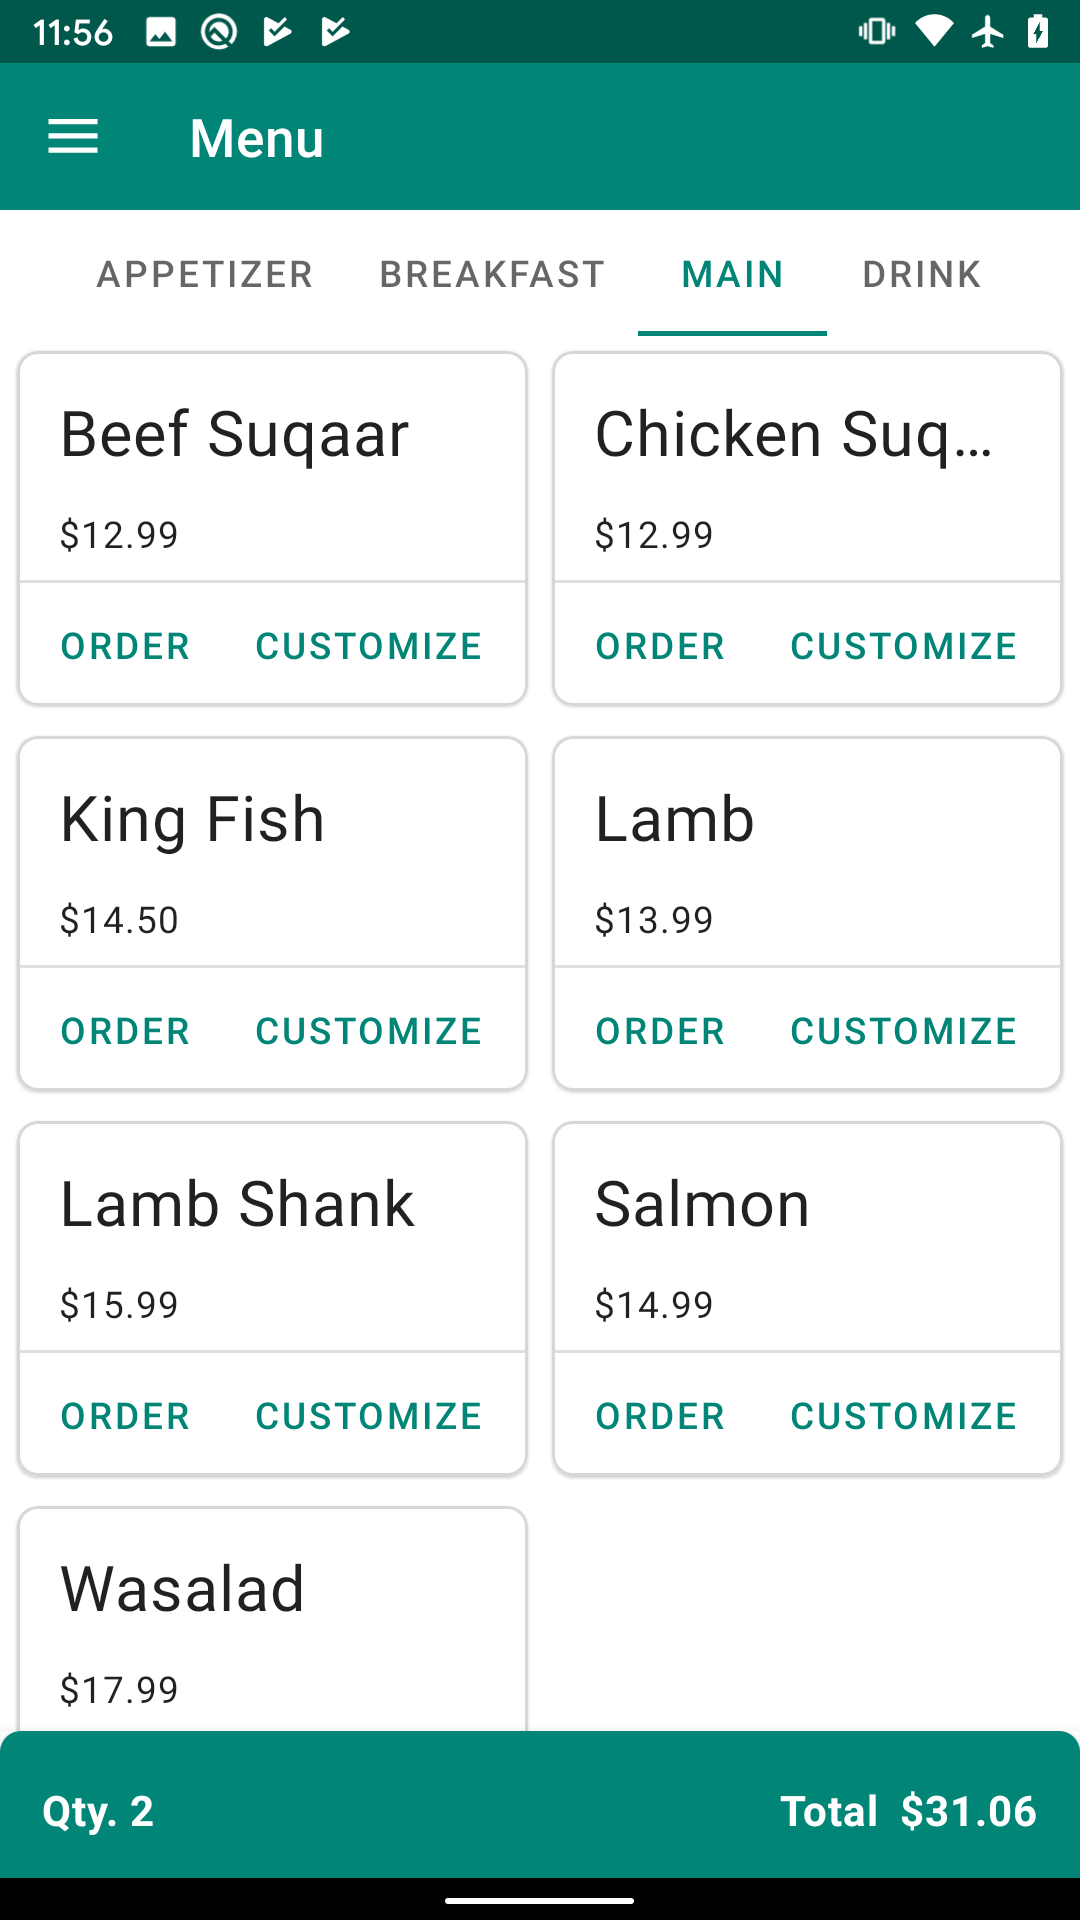 11:56
Menu
APPETIZER BREAKFAST MAIN DRINK
Beef Suqaar
$12.99
ORDER CUSTOMIZE
Chicken Suq…
$12.99
ORDER CUSTOMIZE
King Fish
$14.50
ORDER CUSTOMIZE
Lamb
$13.99
ORDER CUSTOMIZE
Lamb Shank
$15.99
ORDER CUSTOMIZE
Salmon
$14.99
ORDER CUSTOMIZE
Wasalad
$17.99
Qty. 2 Total $31.06